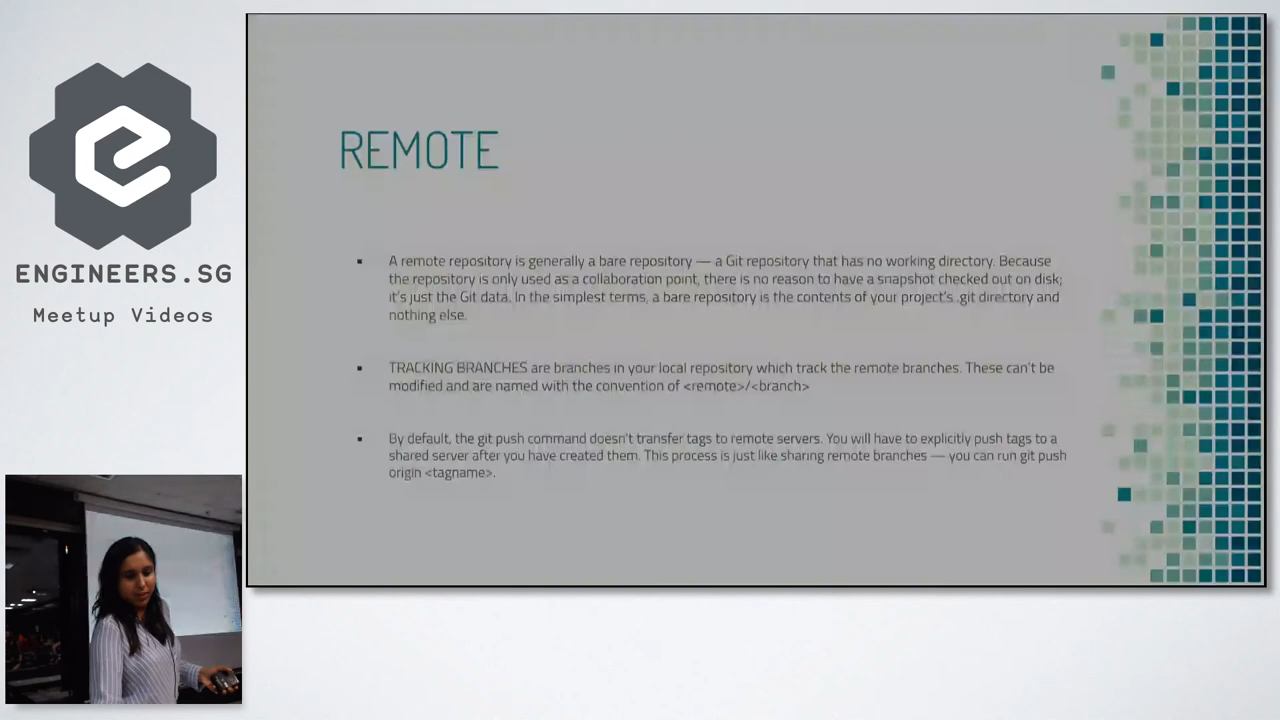 ENGINEERS.SG
Meetup Videos
REMOTE
▪ A remote repository is generally a bare repository — a Git repository that has no working directory. Because
the repository is only used as a collaboration point, there is no reason to have a snapshot checked out on disk;
it's just the Git data. In the simplest terms, a bare repository is the contents of your project's .git directory and
nothing else.
▪ TRACKING BRANCHES are branches in your local repository which track the remote branches. These can't be
modified and are named with the convention of <remote>/<branch>
▪ By default, the git push command doesn't transfer tags to remote servers. You will have to explicitly push tags to a
shared server after you have created them. This process is just like sharing remote branches — you can run git push
origin <tagname>.